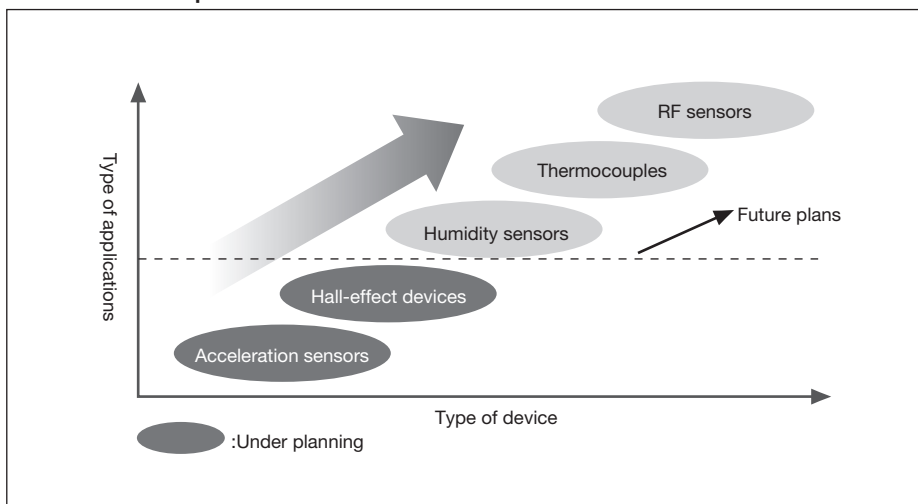 RF sensors
Thermocouples
Future plans
Humidity sensors
Hall-effect devices
Acceleration sensors
Type of applications
Type of device
:Under planning